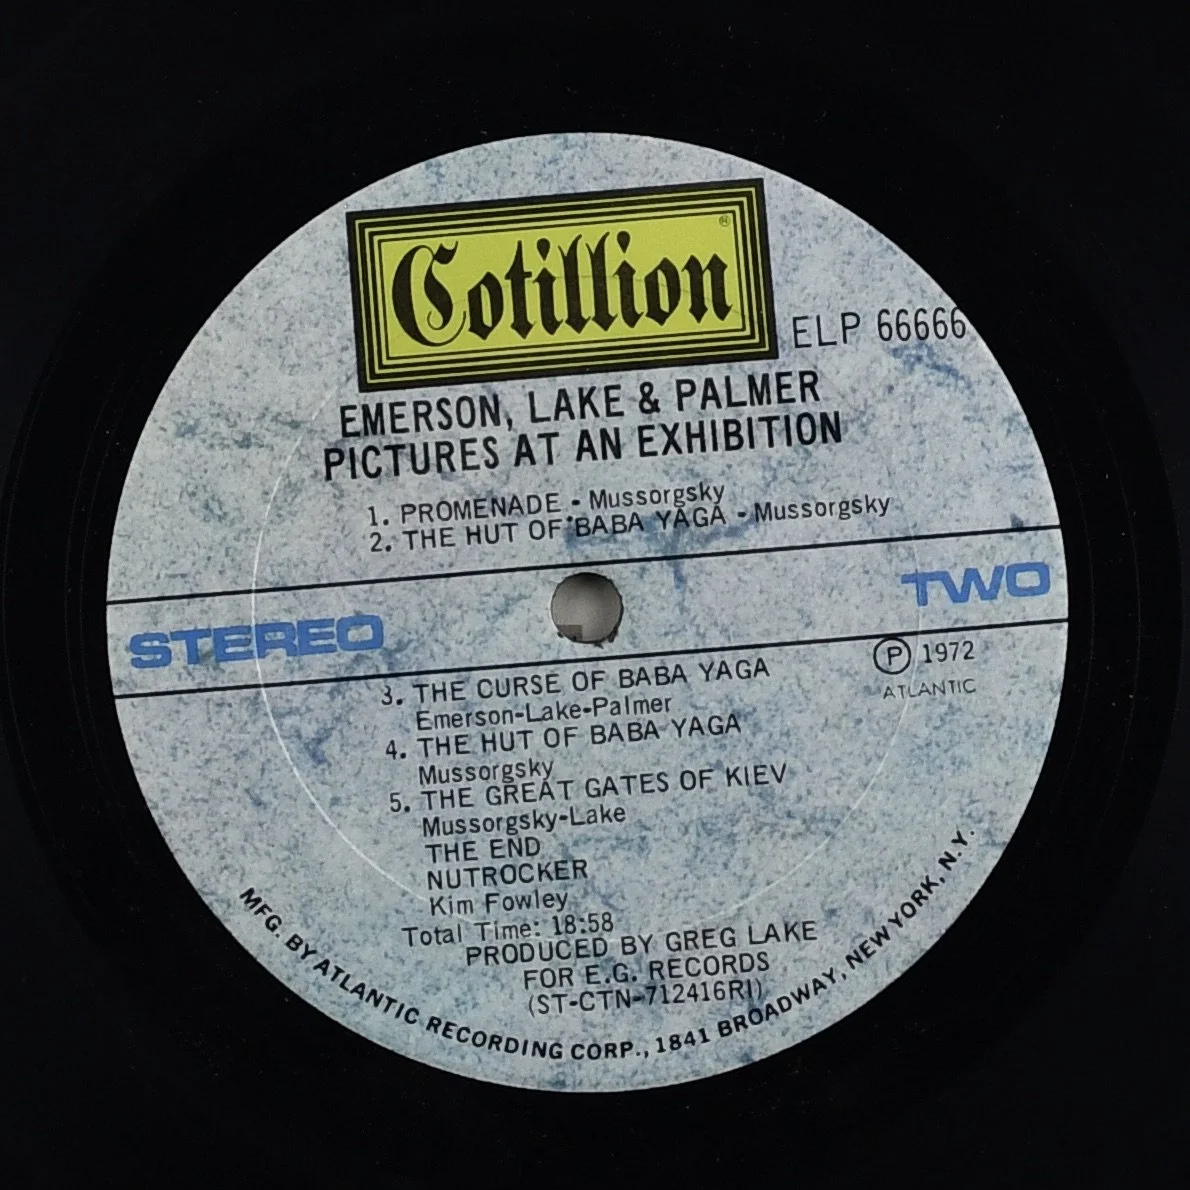 Cotillion ®
ELP 66666
EMERSON, LAKE & PALMER
PICTURES AT AN EXHIBITION
1. PROMENADE - Mussorgsky
2. THE HUT OF BABA YAGA - Mussorgsky
STEREO
TWO
3. THE CURSE OF BABA YAGA
Emerson-Lake-Palmer
4. THE HUT OF BABA YAGA
Mussorgsky
5. THE GREAT GATES OF KIEV
Mussorgsky-Lake
THE END
NUTROCKER
Kim Fowley
Total Time: 18:58
PRODUCED BY GREG LAKE
FOR E.G. RECORDS
(ST-CTN-712416RI)
Ⓟ 1972
ATLANTIC
MFG. BY ATLANTIC RECORDING CORP., 1841 BROADWAY, NEW YORK, N.Y.